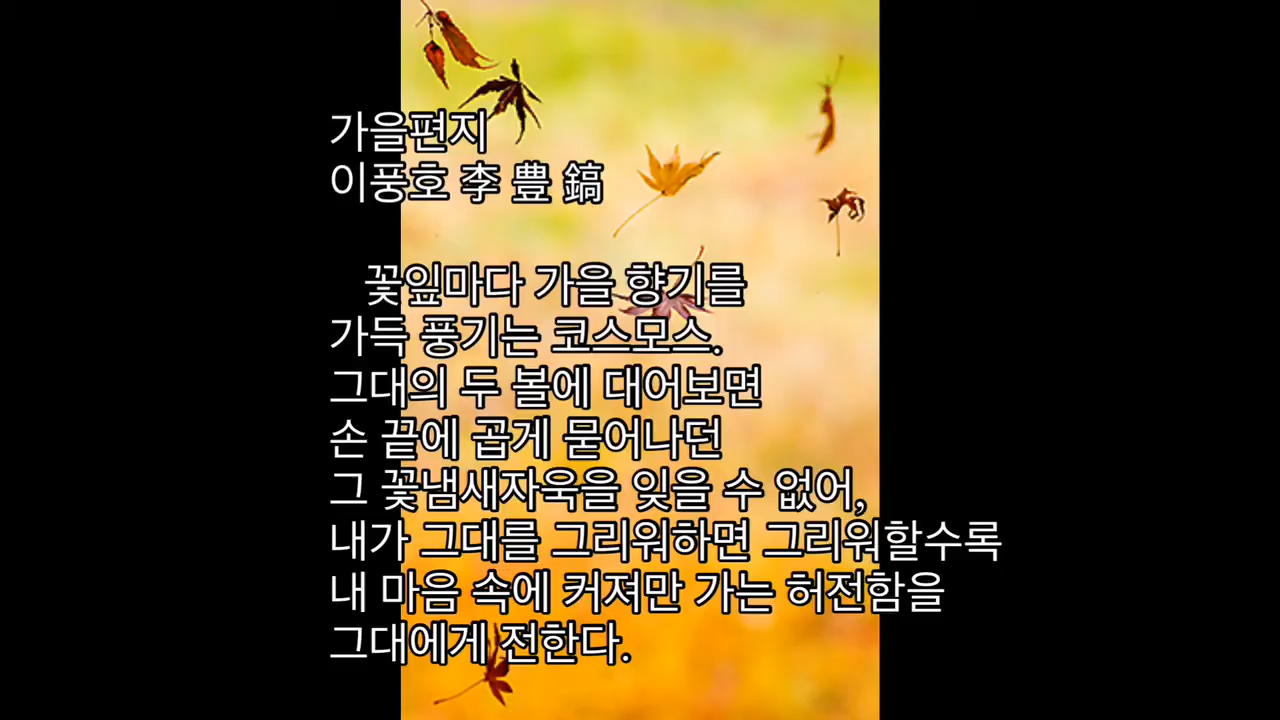 가을편지
이풍호 李 豊 鎬
꽃잎마다 가을 향기를
가득 풍기는 코스모스.
그대의 두 볼에 대어보면
손 끝에 곱게 묻어나던
그 꽃냄새자욱을 잊을 수 없어,
내가 그대를 그리워하면 그리워할수록
내 마음 속에 커져만 가는 허전함을
그대에게 전한다.